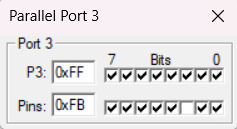 Parallel Port 3
Port 3
7 Bits 0
P3: 0xFF
Pins: 0xFB